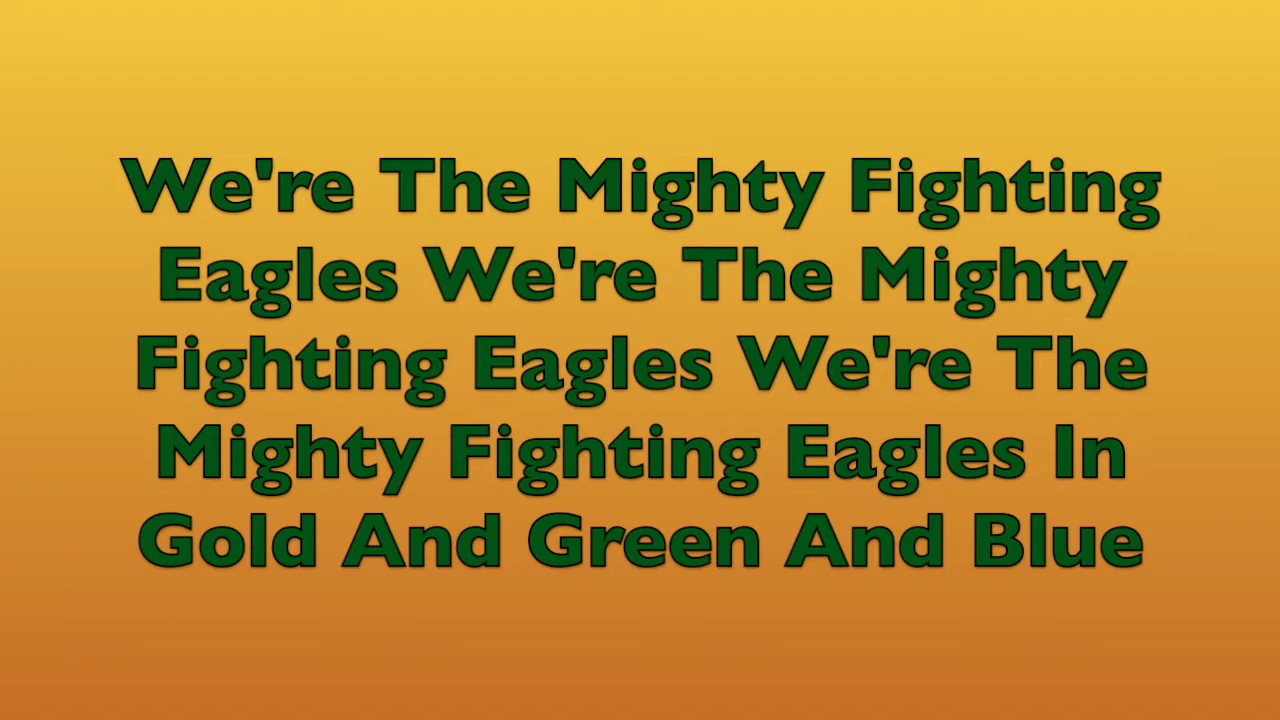 We're The Mighty Fighting
Eagles We're The Mighty
Fighting Eagles We're The
Mighty Fighting Eagles In
Gold And Green And Blue